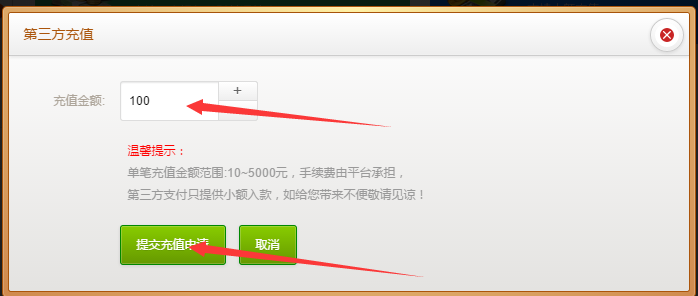 第三方充值
充值金额:
100
+
温馨提示：
单笔充值金额范围:10~5000元，手续费由平台承担，
第三方支付只提供小额入款，如给您带来不便敬请见谅！
提交充值申请
取消